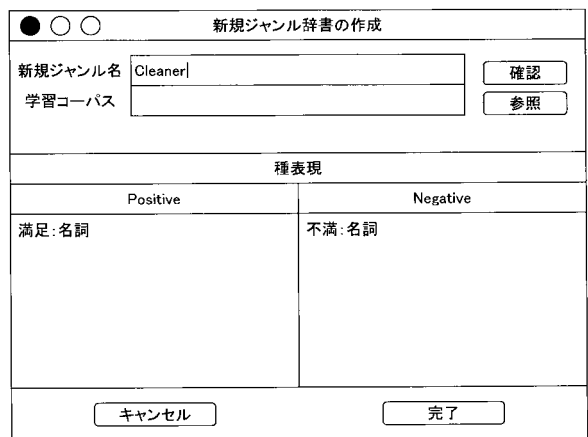 新規ジャンル辞書の作成
新規ジャンル名 Cleaner 確認
学習コーパス 参照
種表現
Positive Negative
満足:名詞 不満:名詞
キャンセル 完了